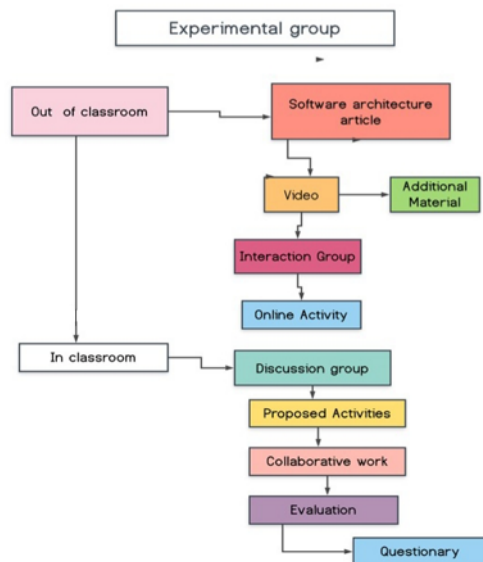 Experimental group
Out of classroom
Software architecture
article
Video
Additional
Material
Interaction Group
Online Activity
In classroom
Discussion group
Proposed Activities
Collaborative work
Evaluation
Questionary